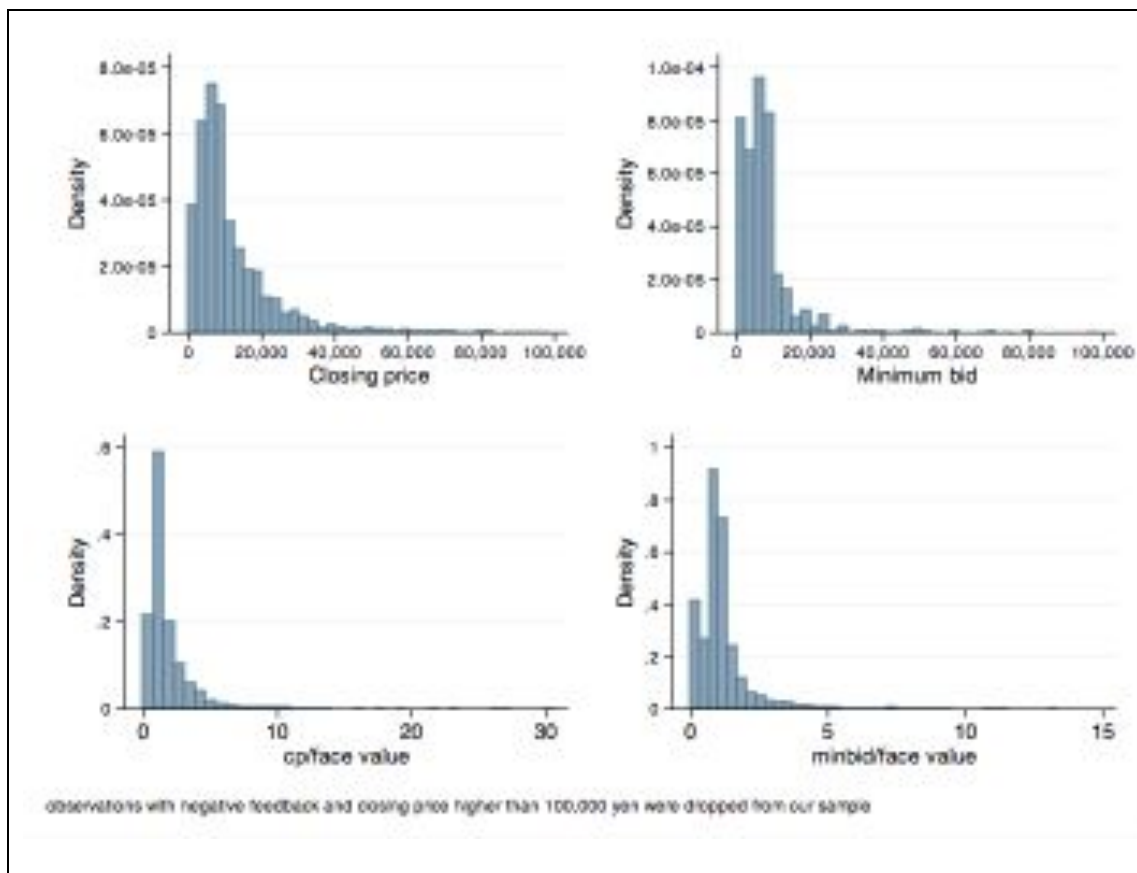 8.0e-05
6.0e-05
4.0e-05
2.0e-05
0
Density
0 20,000 40,000 60,000 80,000 100,000
Closing price
1.0e-04
8.0e-05
6.0e-05
4.0e-05
2.0e-05
0
Density
0 20,000 40,000 60,000 80,000 100,000
Minimum bid
.6
.4
.2
0
Density
0 10 20 30
cp/face value
1
.8
.6
.4
.2
0
Density
0 5 10 15
minbid/face value
observations with negative feedback and closing price higher than 100,000 yen were dropped from our sample